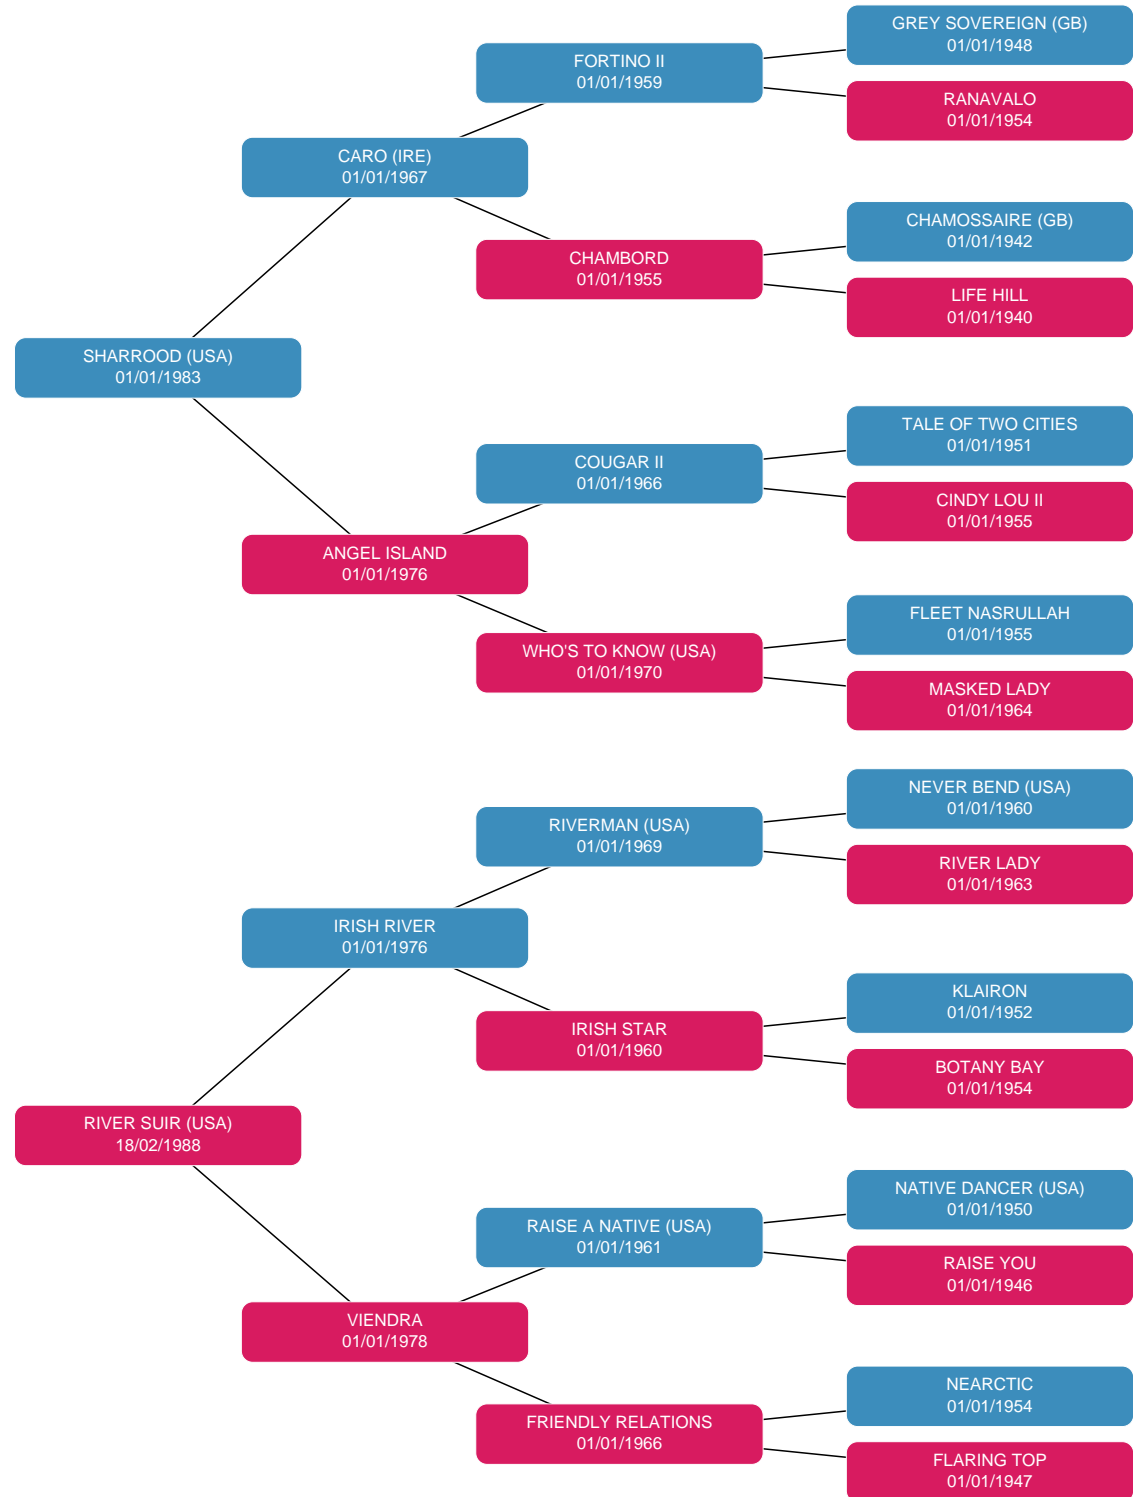 GREY SOVEREIGN (GB)
01/01/1948
FORTINO II
01/01/1959
RANAVALO
01/01/1954
CARO (IRE)
01/01/1967
CHAMOSSAIRE (GB)
01/01/1942
CHAMBORD
01/01/1955
LIFE HILL
01/01/1940
SHARROOD (USA)
01/01/1983
TALE OF TWO CITIES
01/01/1951
COUGAR II
01/01/1966
CINDY LOU II
01/01/1955
ANGEL ISLAND
01/01/1976
FLEET NASRULLAH
01/01/1955
WHO'S TO KNOW (USA)
01/01/1970
MASKED LADY
01/01/1964
NEVER BEND (USA)
01/01/1960
RIVERMAN (USA)
01/01/1969
RIVER LADY
01/01/1963
IRISH RIVER
01/01/1976
KLAIRON
01/01/1952
IRISH STAR
01/01/1960
BOTANY BAY
01/01/1954
RIVER SUIR (USA)
18/02/1988
NATIVE DANCER (USA)
01/01/1950
RAISE A NATIVE (USA)
01/01/1961
RAISE YOU
01/01/1946
VIENDRA
01/01/1978
NEARCTIC
01/01/1954
FRIENDLY RELATIONS
01/01/1966
FLARING TOP
01/01/1947